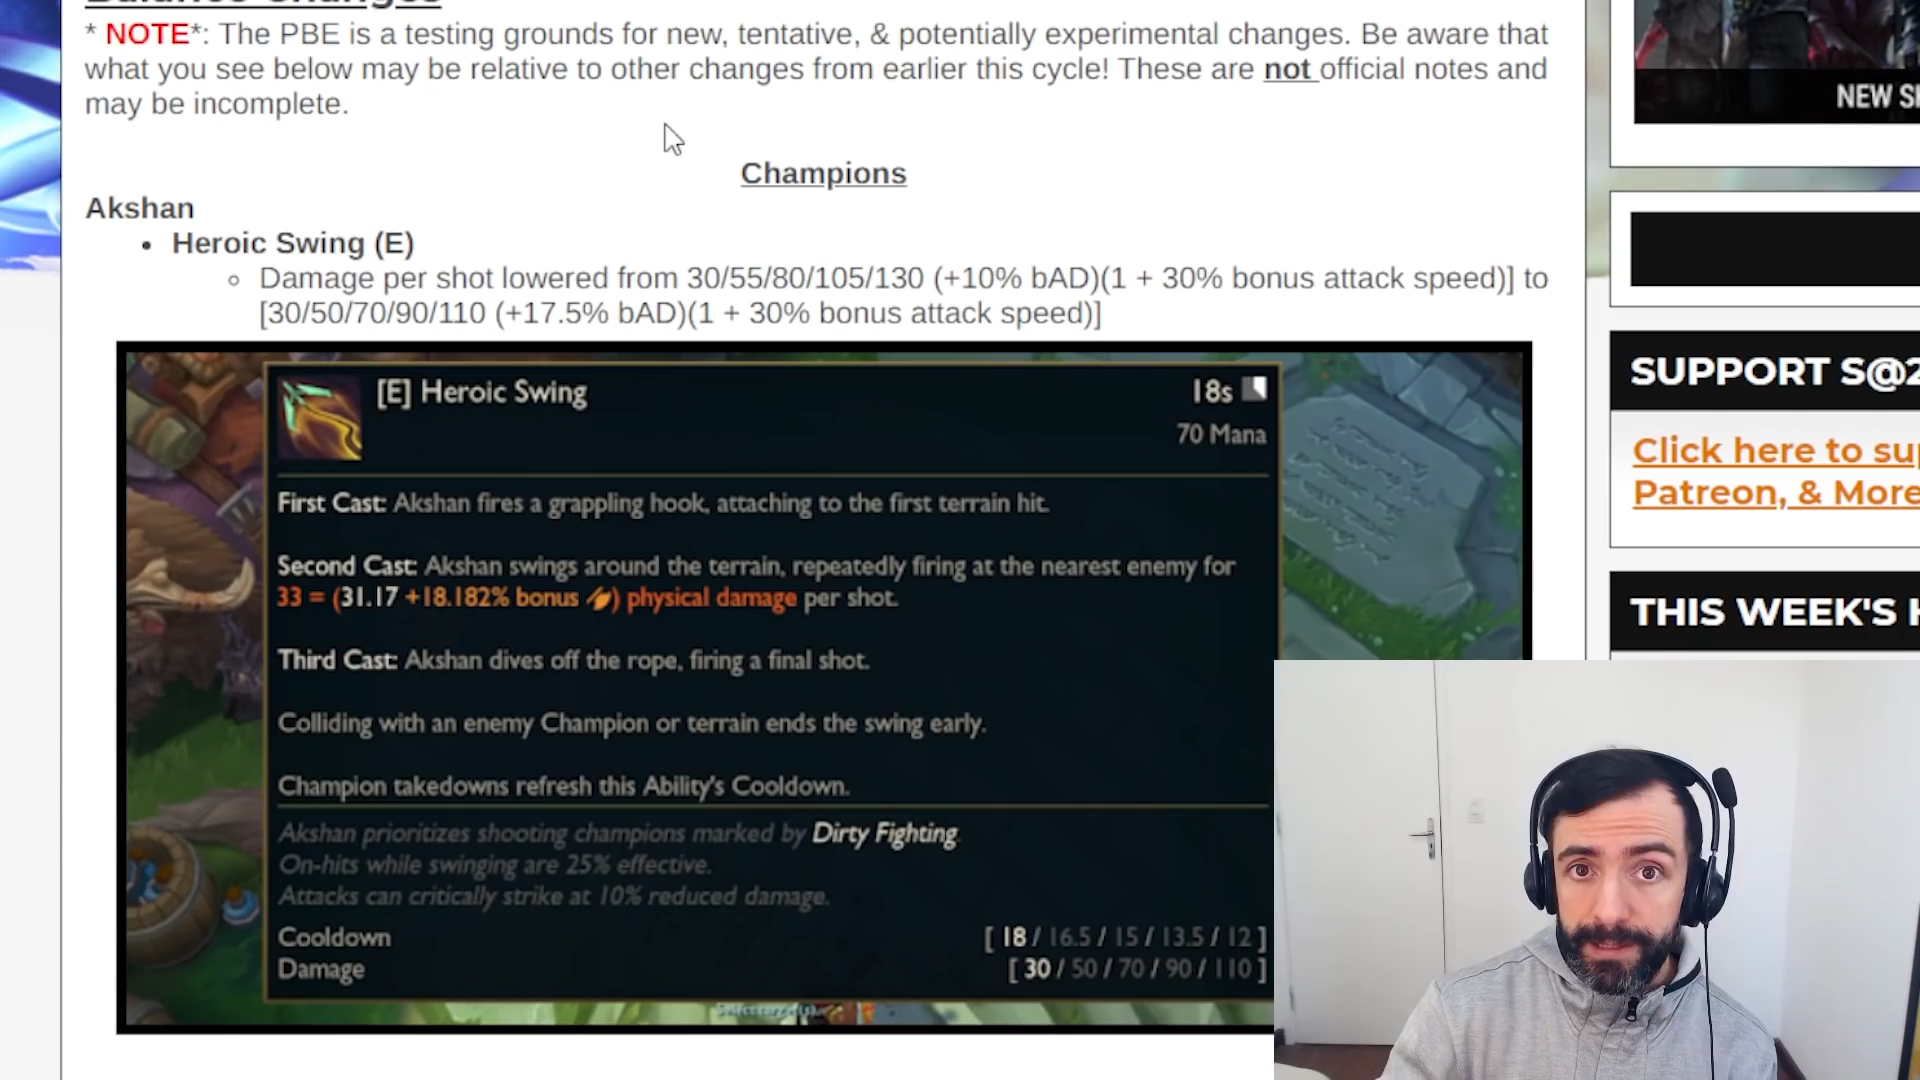 Balance Changes
* NOTE*: The PBE is a testing grounds for new, tentative, & potentially experimental changes. Be aware that
what you see below may be relative to other changes from earlier this cycle! These are not official notes and
may be incomplete.
NEW
Champions
Akshan
• Heroic Swing (E)
Damage per shot lowered from 30/55/80/105/130 (+10% bAD)(1 + 30% bonus attack speed)] to
[30/50/70/90/110 (+17.5% bAD)(1 + 30% bonus attack speed)]
[E] Heroic Swing
18s
70 Mana
First Cast: Akshan fires a grappling hook, attaching to the first terrain hit.
Second Cast: Akshan swings around the terrain, repeatedly firing at the nearest enemy for
33 = (31.17 +18.182% bonus ) physical damage per shot.
Third Cast: Akshan dives off the rope, firing a final shot.
Colliding with an enemy Champion or terrain ends the swing early.
Champion takedowns refresh this Ability's Cooldown.
Akshan prioritizes shooting champions marked by Dirty Fighting.
On-hits while swinging are 25% effective.
Attacks can critically strike at 10% reduced damage.
Cooldown [ 18 / 16.5 / 15 / 13.5 / 12 ]
Damage [ 30 / 50 / 70 / 90 / 110 ]
SUPPORT S@2
Click here to
Patreon, & More
THIS WEEK'S